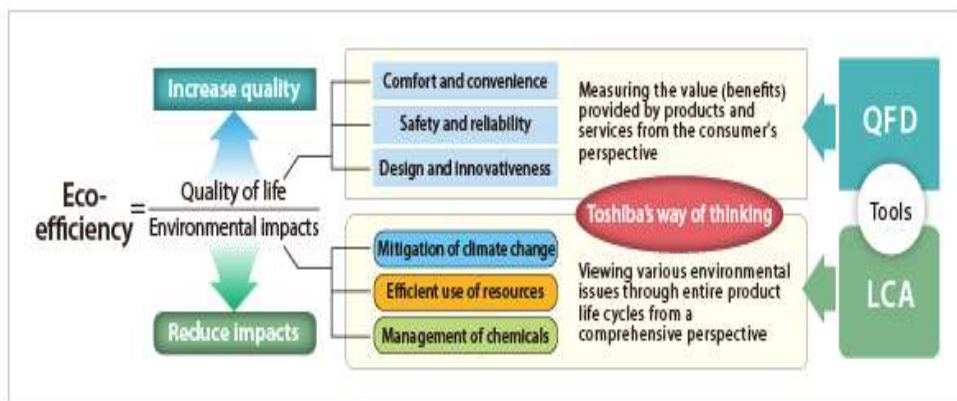 Increase quality
Eco-
efficiency
=
Quality of life
Environmental impacts
Reduce impacts
Comfort and convenience
Safety and reliability
Design and innovativeness
Measuring the value (benefits)
provided by products and
services from the consumer's
perspective
Toshiba's way of thinking
Mitigation of climate change
Efficient use of resources
Management of chemicals
Viewing various environmental
issues through entire product
life cycles from a
comprehensive perspective
QFD
Tools
LCA